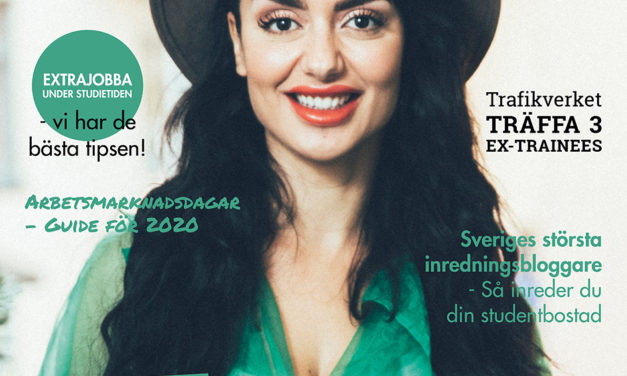 EXTRAJOBBA
UNDER STUDIETIDEN
- vi har de
bästa tipsen!
Arbetsmarknadsdagar
– Guide för 2020
Trafikverket
TRÄFFA 3
EX-TRAINEES
Sveriges största
inredningsbloggare
- Så inreder du
din studentbostad